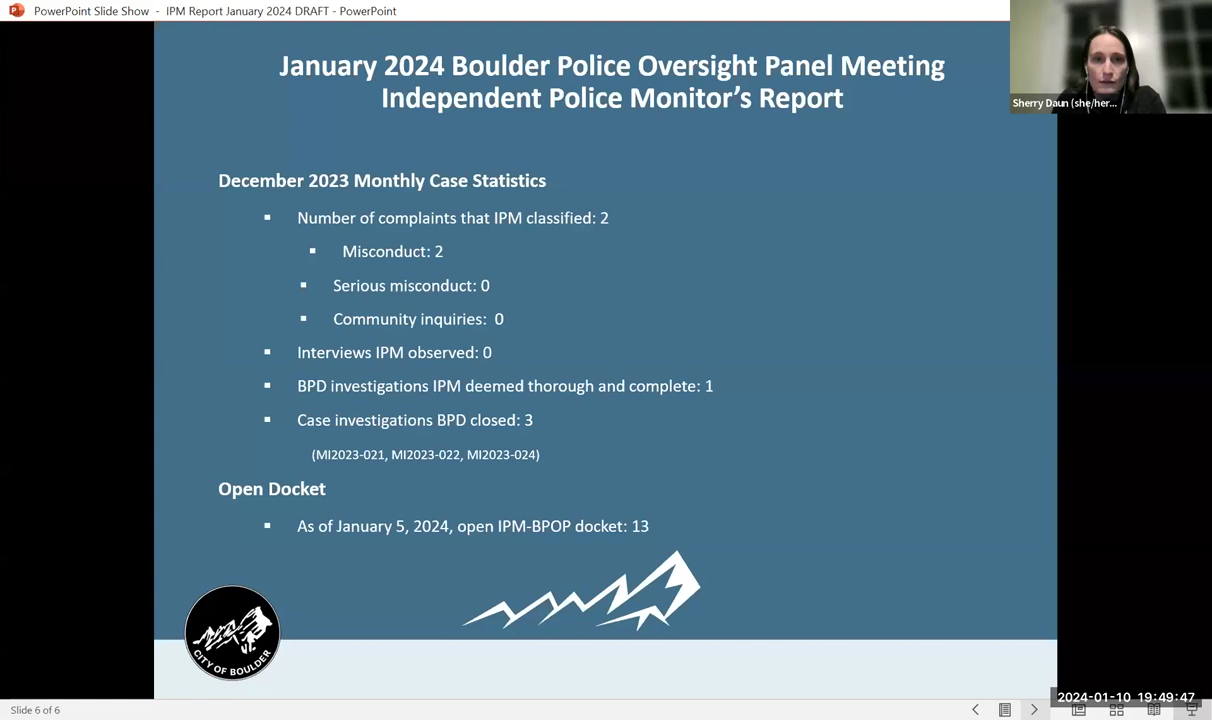 PowerPoint Slide Show - IPM Report January 2024 DRAFT - PowerPoint
January 2024 Boulder Police Oversight Panel Meeting
Independent Police Monitor's Report
Sherry Daun (she/her...
December 2023 Monthly Case Statistics
Number of complaints that IPM classified: 2
Misconduct: 2
Serious misconduct: 0
Community inquiries: 0
Interviews IPM observed: 0
BPD investigations IPM deemed thorough and complete: 1
Case investigations BPD closed: 3
(MI2023-021, MI2023-022, MI2023-024)
Open Docket
As of January 5, 2024, open IPM-BPOP docket: 13
CITY OF BOULDER
2024-01-10 19:49:47
Slide 6 of 6